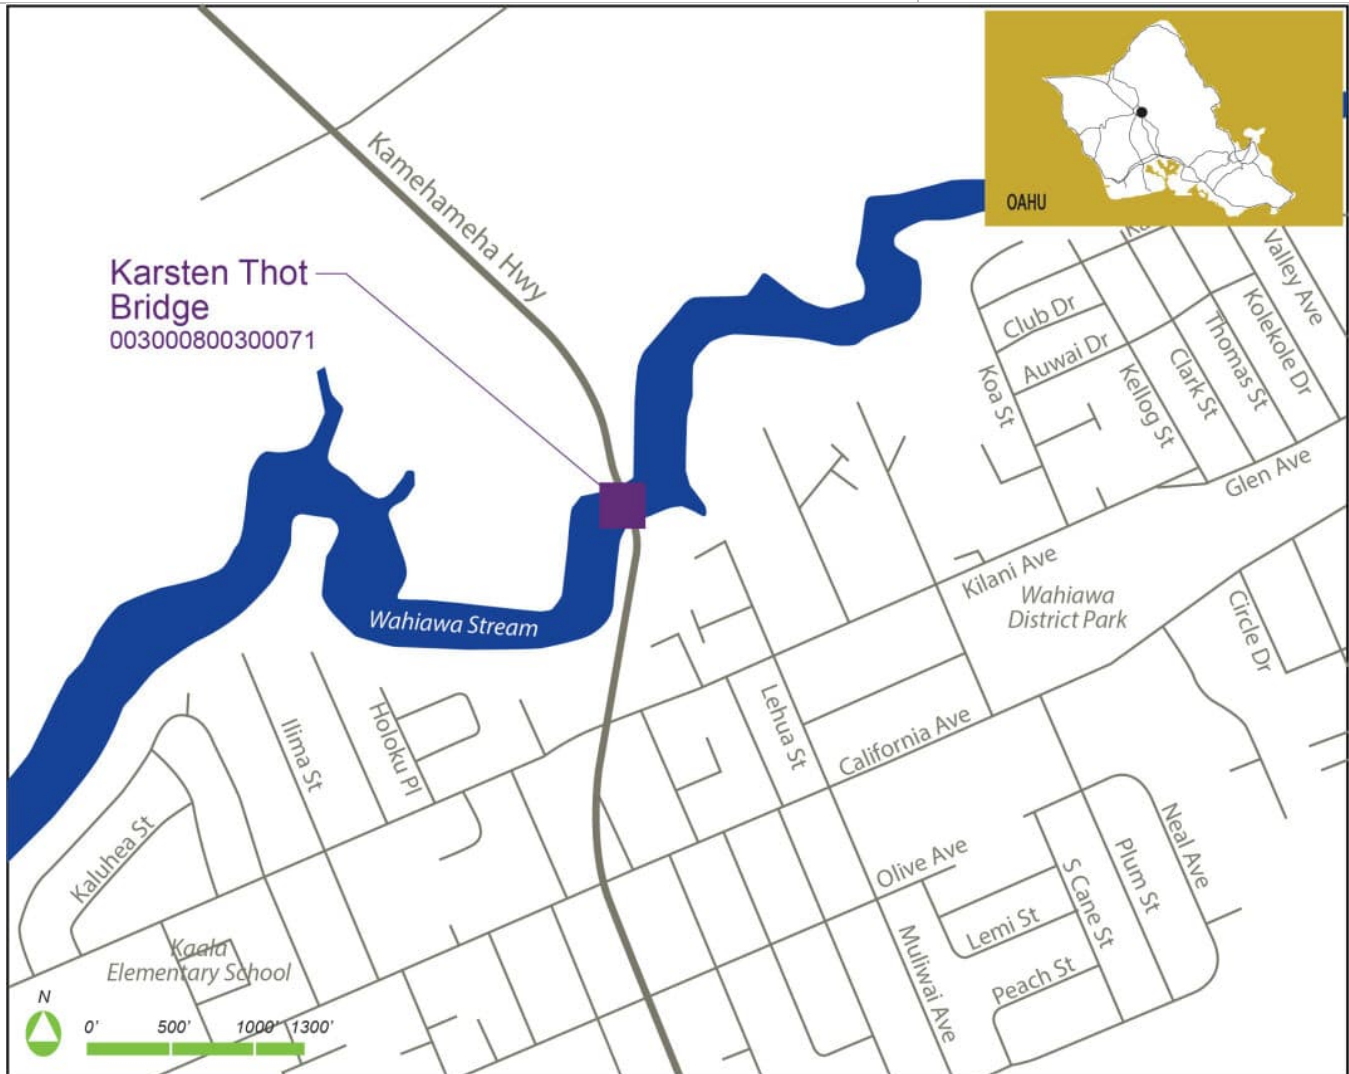 OAHU
Kamehameha Hwy
Karsten Thot
Bridge
003000800300071
Valley Ave
Kolekole Dr
Thomas St
Clark St
Kellog St
Club Dr
Auwai Dr
Koa St
Glen Ave
Kilani Ave
Wahiawa
District Park
Circle Dr
Wahiawa Stream
Ilima St
Holoku Pl
Lehua St
California Ave
Kaluhea St
Olive Ave
Neal Ave
Plum St
S Cane St
Lemi St
Peach St
Muliwai Ave
Kaala
Elementary School
N
0' 500' 1000' 1300'